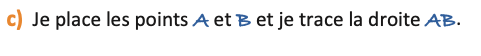 c) Je place les points A et B et je trace la droite AB.